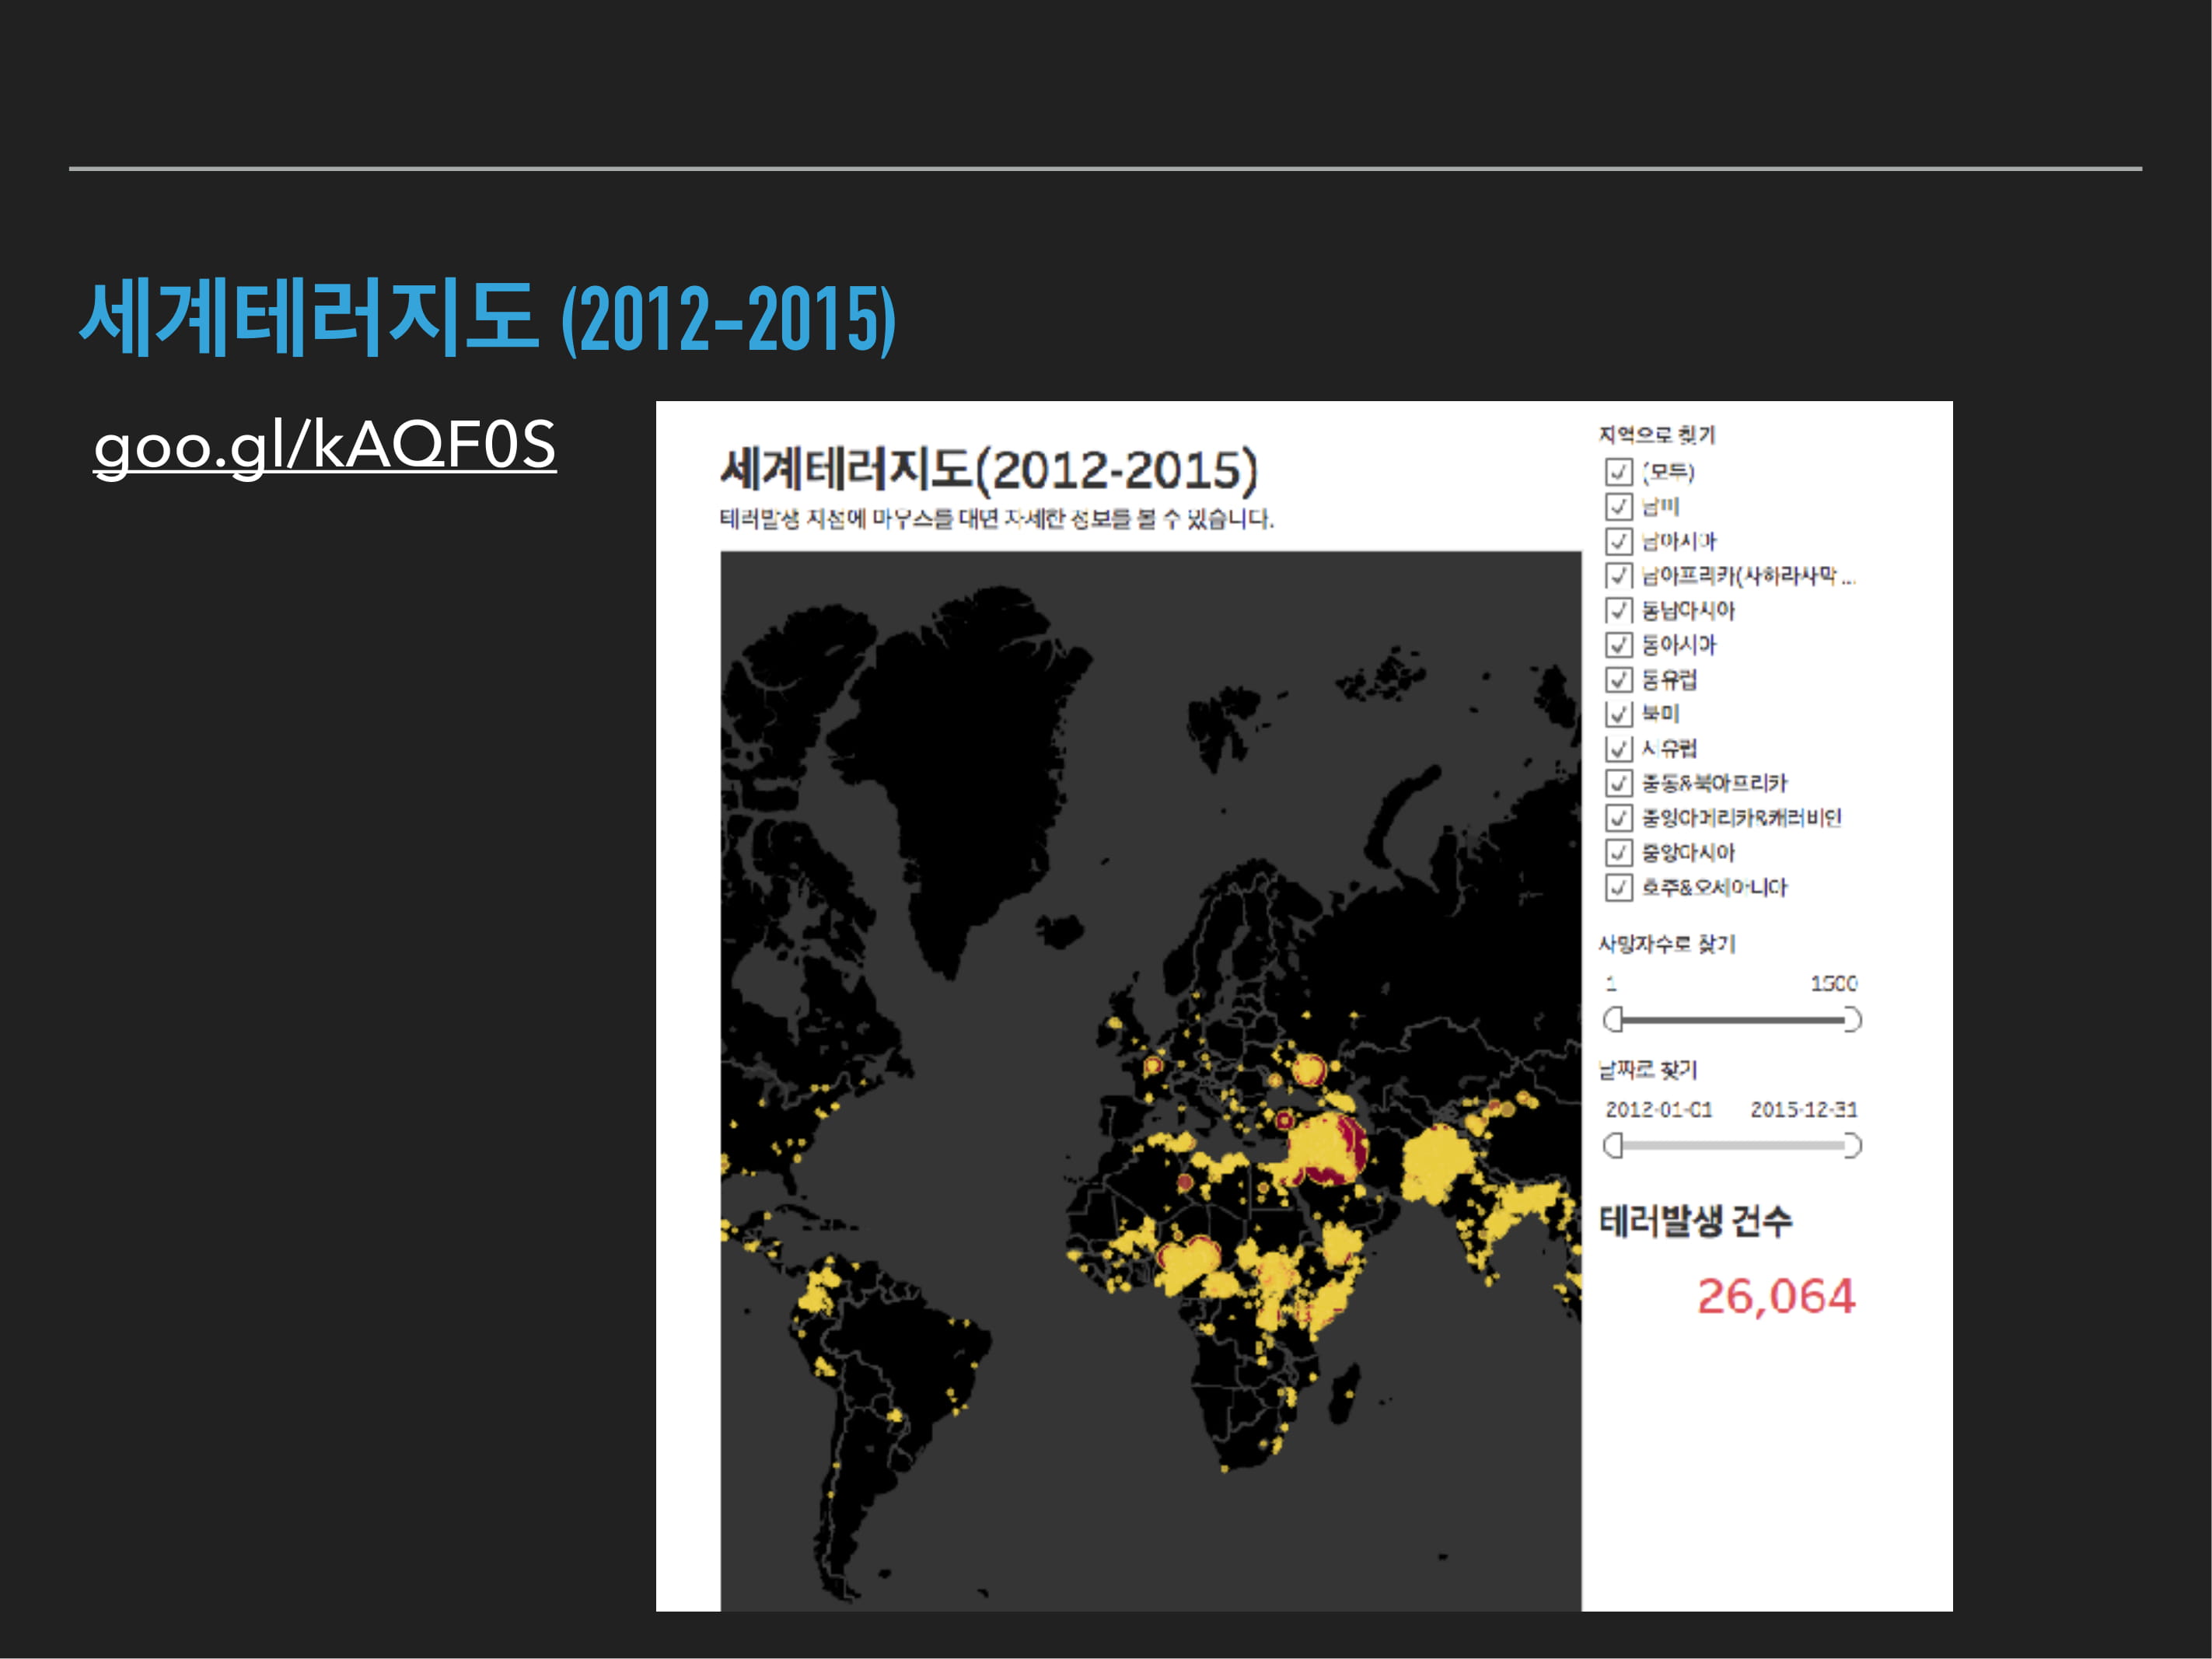 세계테러지도 (2012–2015)
goo.gl/kAQF0S
세계테러지도(2012-2015)
테러발생 지점에 마우스를 대면 자세한 정보를 볼 수 있습니다.
지역으로 찾기
(모두)
남미
남아시아
남아프리카(사하라사막 ...
동남아시아
동아시아
동유럽
북미
서유럽
중동&북아프리카
중앙아메리카&캐러비안
중앙아시아
호주&오세아니아
사망자수로 찾기
1 1500
날짜로 찾기
2012-01-01 2015-12-31
테러발생 건수
26,064